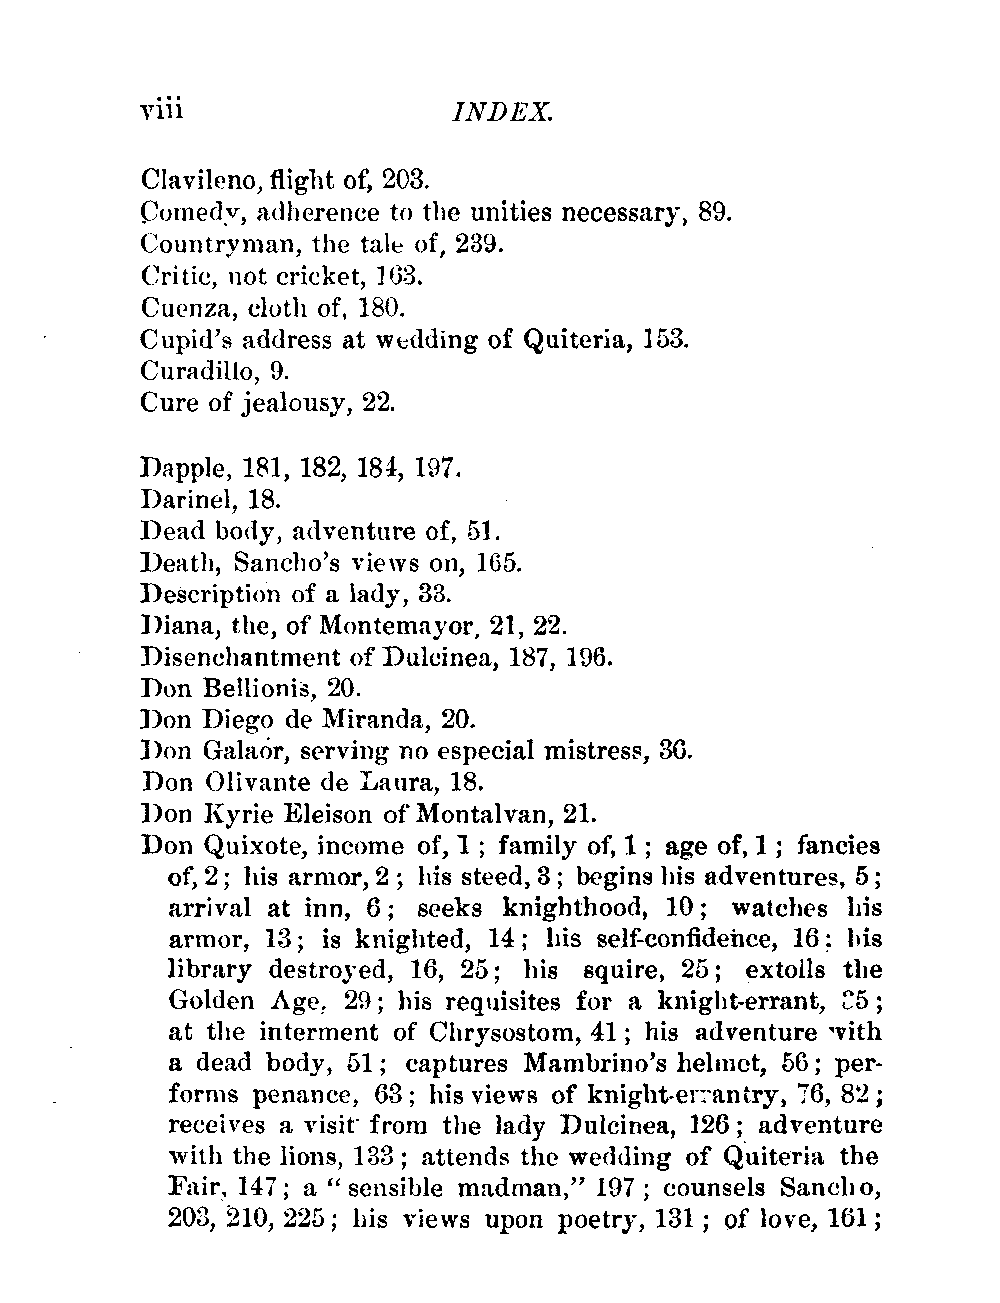 viii INDEX.
Clavileno, flight of, 203.
Comedy, adherence to the unities necessary, 89.
Countryman, the tale of, 239.
Critic, not cricket, 163.
Cuenza, cloth of, 180.
Cupid's address at wedding of Quiteria, 153.
Curadillo, 9.
Cure of jealousy, 22.
Dapple, 181, 182, 184, 197.
Darinel, 18.
Dead body, adventure of, 51.
Death, Sancho's views on, 165.
Description of a lady, 33.
Diana, the, of Montemayor, 21, 22.
Disenchantment of Dulcinea, 187, 196.
Don Bellionis, 20.
Don Diego de Miranda, 20.
Don Galaor, serving no especial mistress, 36.
Don Olivante de Laura, 18.
Don Kyrie Eleison of Montalvan, 21.
Don Quixote, income of, 1; family of, 1; age of, 1; fancies
of, 2; his armor, 2; his steed, 3; begins his adventures, 5;
arrival at inn, 6; seeks knighthood, 10; watches his
armor, 13; is knighted, 14; his self-confidence, 16; his
library destroyed, 16, 25; his squire, 25; extolls the
Golden Age, 29; his requisites for a knight-errant, 35;
at the interment of Chrysostom, 41; his adventure with
a dead body, 51; captures Mambrino's helmet, 56; per-
forms penance, 63; his views of knight-errantry, 76, 82;
receives a visit from the lady Dulcinea, 126; adventure
with the lions, 133; attends the wedding of Quiteria the
Fair, 147; a "sensible madman," 197; counsels Sancho,
203, 210, 225; his views upon poetry, 131; of love, 161;